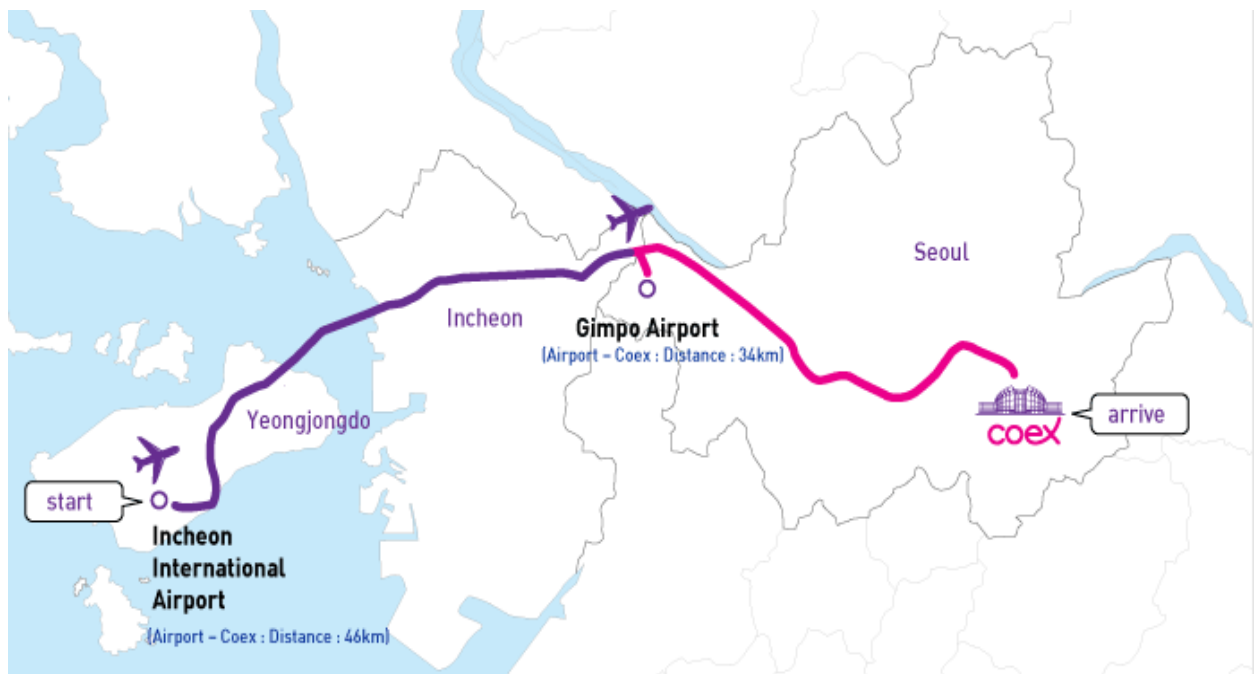 Seoul
Incheon
Gimpo Airport
(Airport – Coex : Distance : 34km)
Yeongjongdo
coex
arrive
start
Incheon
International
Airport
(Airport – Coex : Distance : 46km)